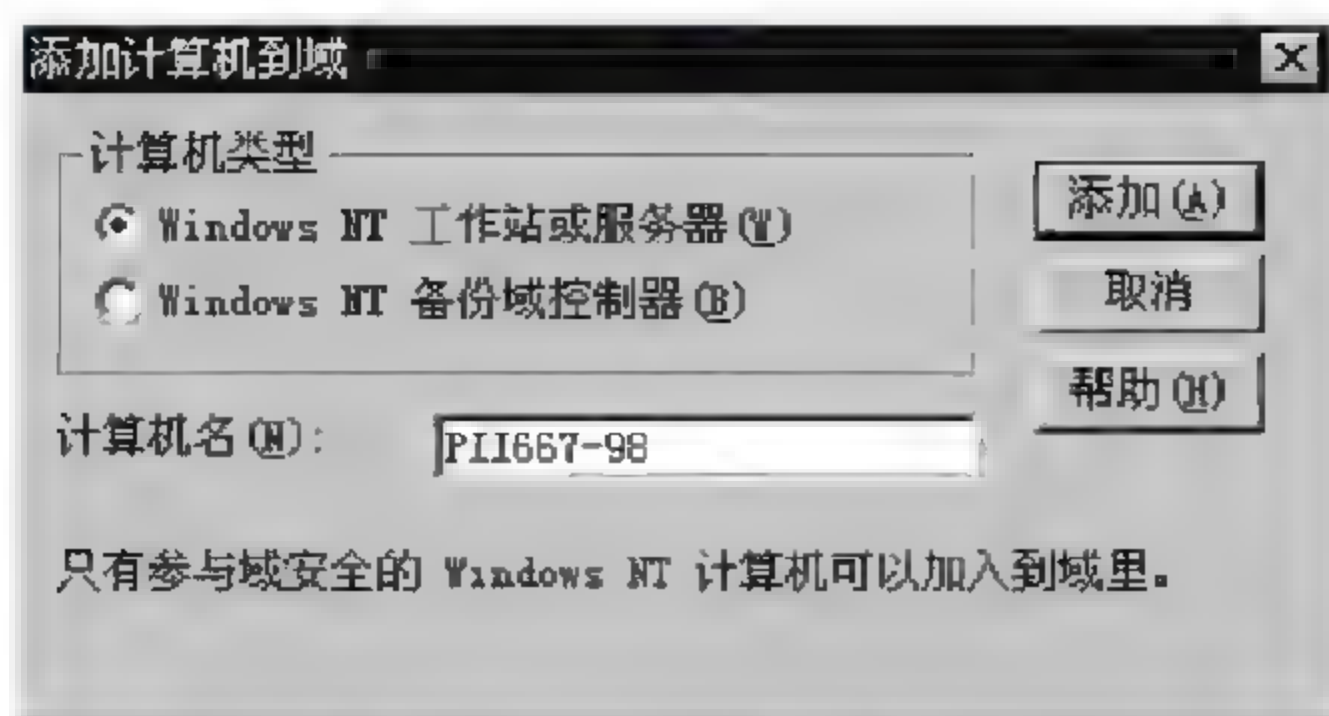 添加计算机到域
计算机类型
Windows NT 工作站或服务器(W)
Windows NT 备份域控制器(B)
添加(A)
取消
帮助(H)
计算机名(N):
PII667-98
只有参与域安全的 Windows NT 计算机可以加入到域里。